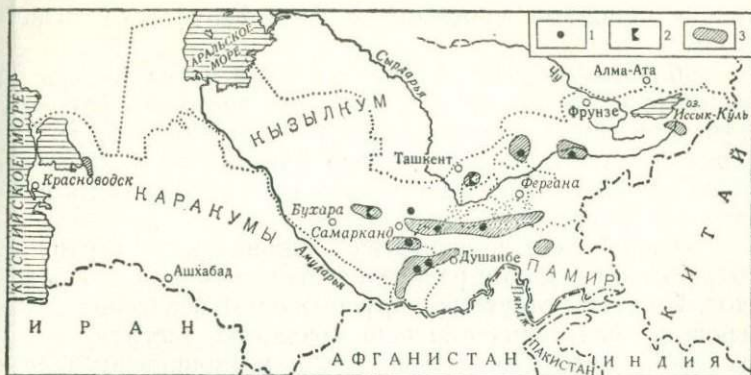 1 2 3
АРАЛЬСКОЕ
МОРЕ
Сырдарья
Чу
Алма-Ата
Фрунзе
оз.
Иссык-Куль
КЫЗЫЛКУМ
Ташкент
Фергана
КАСПИЙСКОЕ МОРЕ
Красноводск
КАРАКУМЫ
Бухара
Самарканд
Амударья
Душанбе
ПАМИР
КИТАЙ
Ашхабад
Пяндж
ИРАН
АФГАНИСТАН
ПАКИСТАН
ИНДИЯ